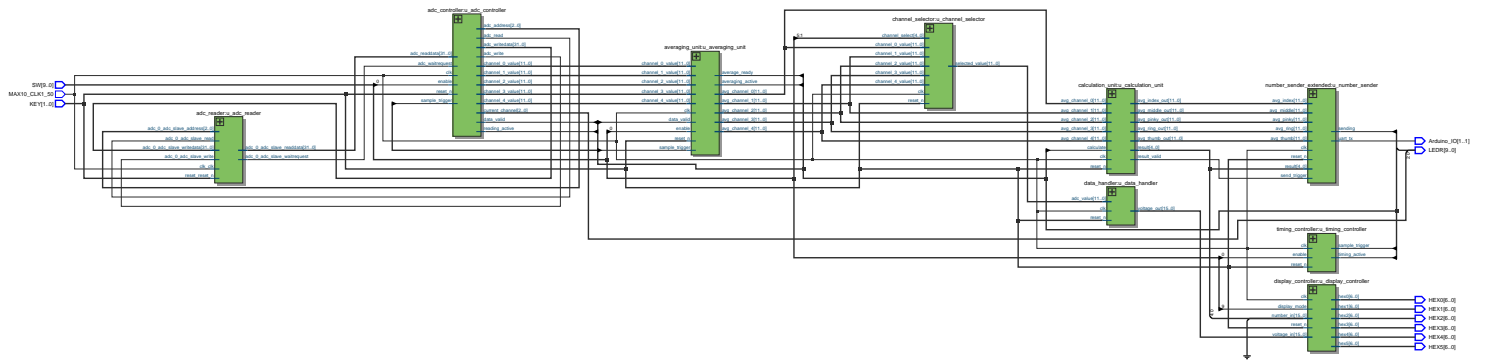 SW[9..0]
MAX10_CLK1_50
KEY[1..0]
adc_reader:u_adc_reader
adc_0_adc_slave_address[2..0]
adc_0_adc_slave_read
adc_0_adc_slave_writedata[31..0]
adc_0_adc_slave_write
clk_clk
reset_reset_n
adc_0_adc_slave_readdata[31..0]
adc_0_adc_slave_waitrequest
adc_controller:u_adc_controller
adc_readdata[31..0]
adc_waitrequest
clk
enable
reset_n
sample_trigger
adc_address[2..0]
adc_read
adc_writedata[31..0]
adc_write
channel_0_value[11..0]
channel_1_value[11..0]
channel_2_value[11..0]
channel_3_value[11..0]
channel_4_value[11..0]
current_channel[2..0]
data_valid
reading_active
averaging_unit:u_averaging_unit
channel_0_value[11..0]
channel_1_value[11..0]
channel_2_value[11..0]
channel_3_value[11..0]
channel_4_value[11..0]
clk
data_valid
enable
reset_n
sample_trigger
average_ready
averaging_active
avg_channel_0[11..0]
avg_channel_1[11..0]
avg_channel_2[11..0]
avg_channel_3[11..0]
avg_channel_4[11..0]
channel_selector:u_channel_selector
channel_select[4..0]
channel_0_value[11..0]
channel_1_value[11..0]
channel_2_value[11..0]
channel_3_value[11..0]
channel_4_value[11..0]
clk
reset_n
selected_value[11..0]
calculation_unit:u_calculation_unit
avg_channel_0[11..0]
avg_channel_1[11..0]
avg_channel_2[11..0]
avg_channel_3[11..0]
avg_channel_4[11..0]
calculate
clk
reset_n
avg_index_out[11..0]
avg_middle_out[11..0]
avg_pinky_out[11..0]
avg_ring_out[11..0]
avg_thumb_out[11..0]
result[4..0]
result_valid
data_handler:u_data_handler
adc_value[11..0]
clk
reset_n
voltage_out[15..0]
number_sender_extended:u_number_sender
avg_index[11..0]
avg_middle[11..0]
avg_pinky[11..0]
avg_ring[11..0]
avg_thumb[11..0]
clk
reset_n
result[4..0]
send_trigger
sending
uart_tx
timing_controller:u_timing_controller
clk
enable
reset_n
sample_trigger
timing_active
display_controller:u_display_controller
clk
display_mode
number_in[15..0]
reset_n
voltage_in[15..0]
hex0[6..0]
hex1[6..0]
hex2[6..0]
hex3[6..0]
hex4[6..0]
hex5[6..0]
Arduino_IO[1..1]
LEDR[9..0]
HEX0[6..0]
HEX1[6..0]
HEX2[6..0]
HEX3[6..0]
HEX4[6..0]
HEX5[6..0]